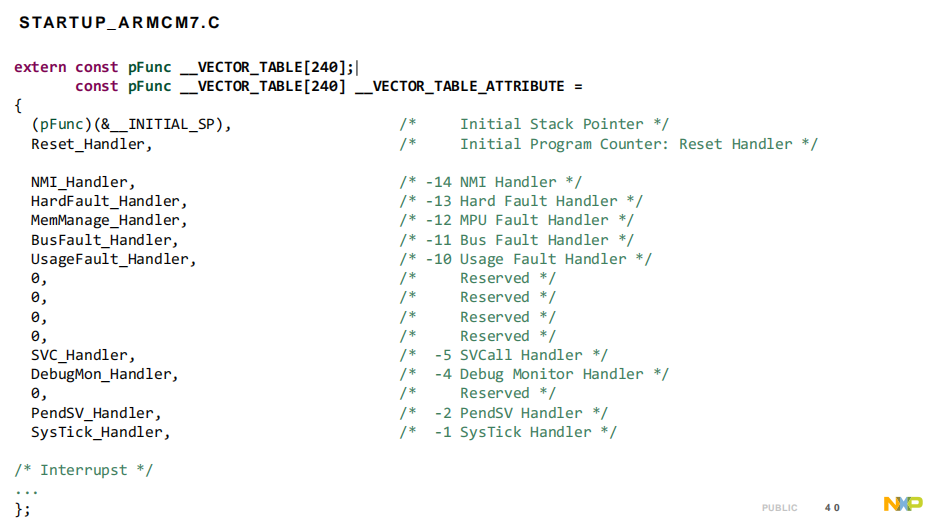 STARTUP_ARMCM7.C
extern const pFunc __VECTOR_TABLE[240];
       const pFunc __VECTOR_TABLE[240] __VECTOR_TABLE_ATTRIBUTE =
{
  (pFunc)(&__INITIAL_SP),                   /*     Initial Stack Pointer */
  Reset_Handler,                            /*     Initial Program Counter: Reset Handler */
  NMI_Handler,                              /* -14 NMI Handler */
  HardFault_Handler,                        /* -13 Hard Fault Handler */
  MemManage_Handler,                        /* -12 MPU Fault Handler */
  BusFault_Handler,                         /* -11 Bus Fault Handler */
  UsageFault_Handler,                       /* -10 Usage Fault Handler */
  0,                                        /*     Reserved */
  0,                                        /*     Reserved */
  0,                                        /*     Reserved */
  0,                                        /*     Reserved */
  SVC_Handler,                              /*  -5 SVCall Handler */
  DebugMon_Handler,                         /*  -4 Debug Monitor Handler */
  0,                                        /*     Reserved */
  PendSV_Handler,                           /*  -2 PendSV Handler */
  SysTick_Handler,                          /*  -1 SysTick Handler */
/* Interrupst */
...
};
PUBLIC 40 NXP